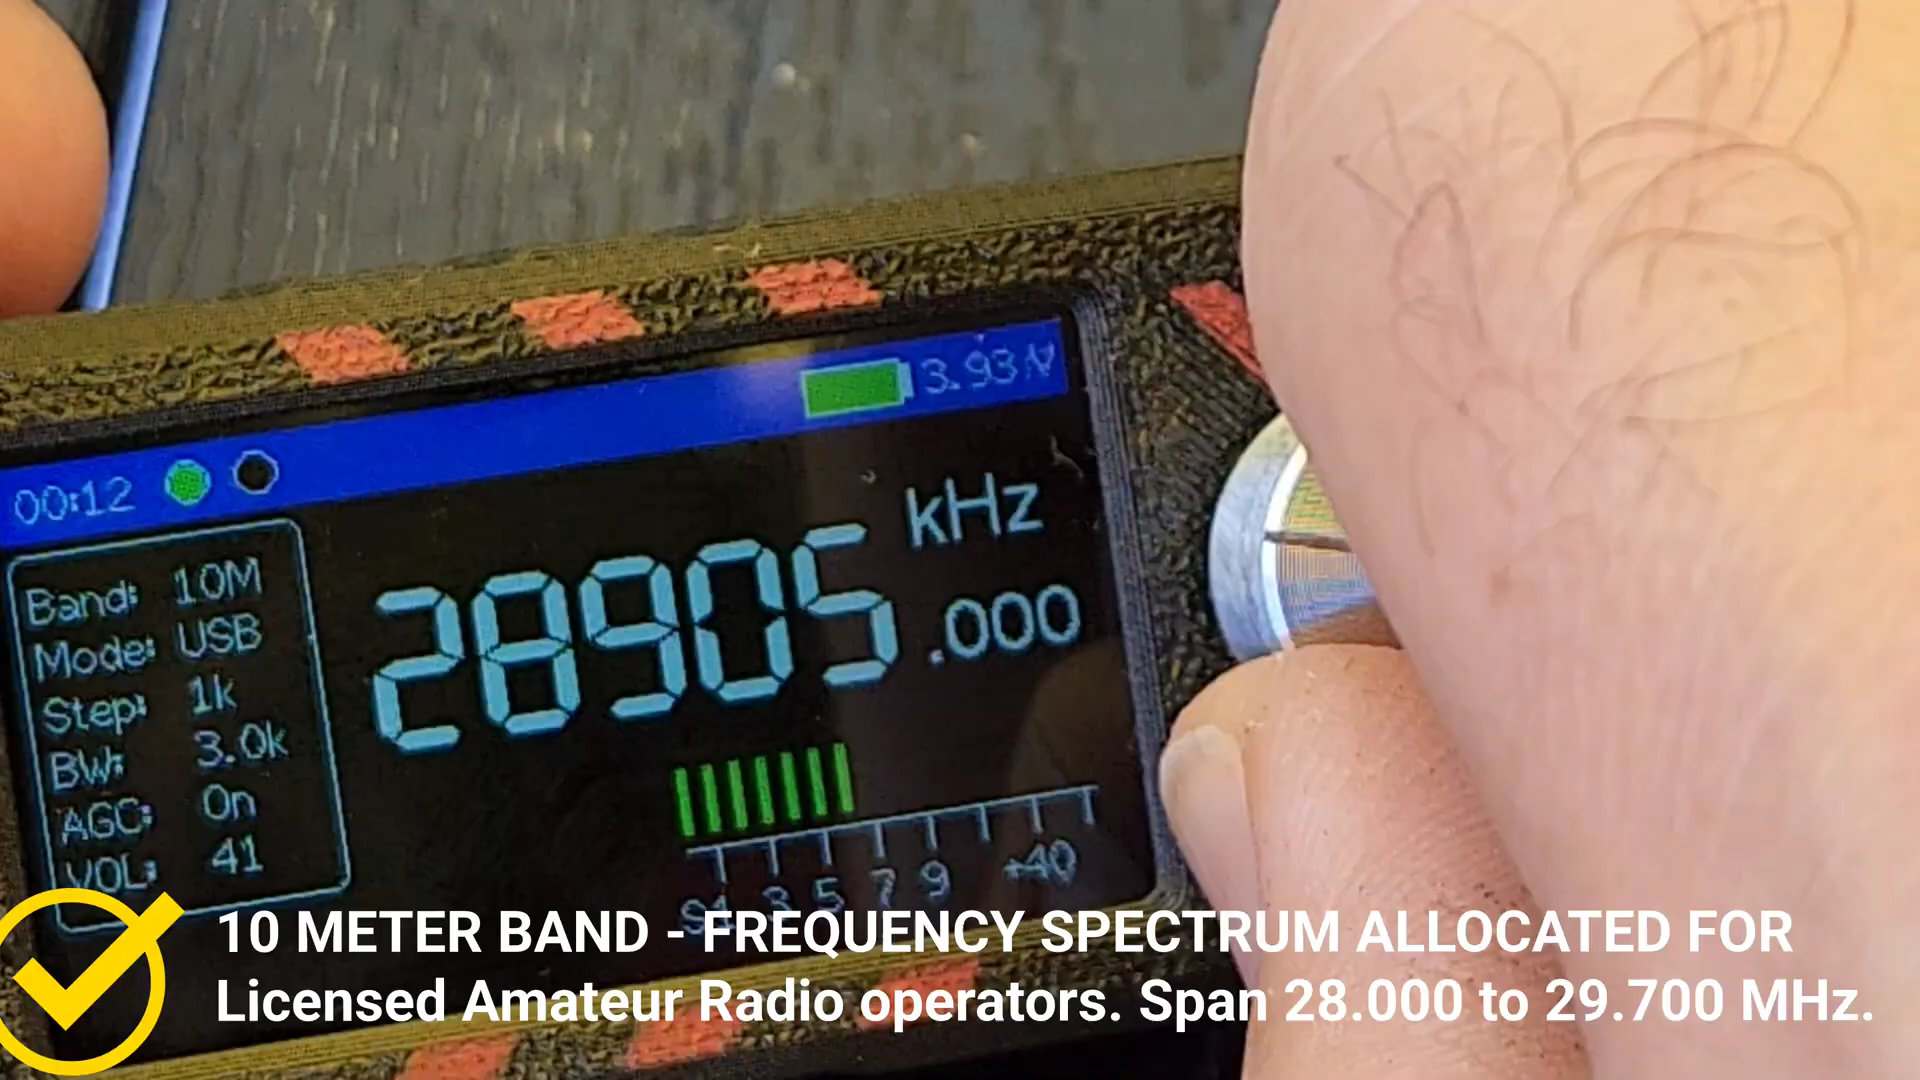 3.93V
00:12
kHz
28905.000
Band: 10M
Mode: USB
Step: 1k
BW: 3.0k
AGC: On
VOL: 41
S1 3 5 7 9 +40
10 METER BAND - FREQUENCY SPECTRUM ALLOCATED FOR
Licensed Amateur Radio operators. Span 28.000 to 29.700 MHz.